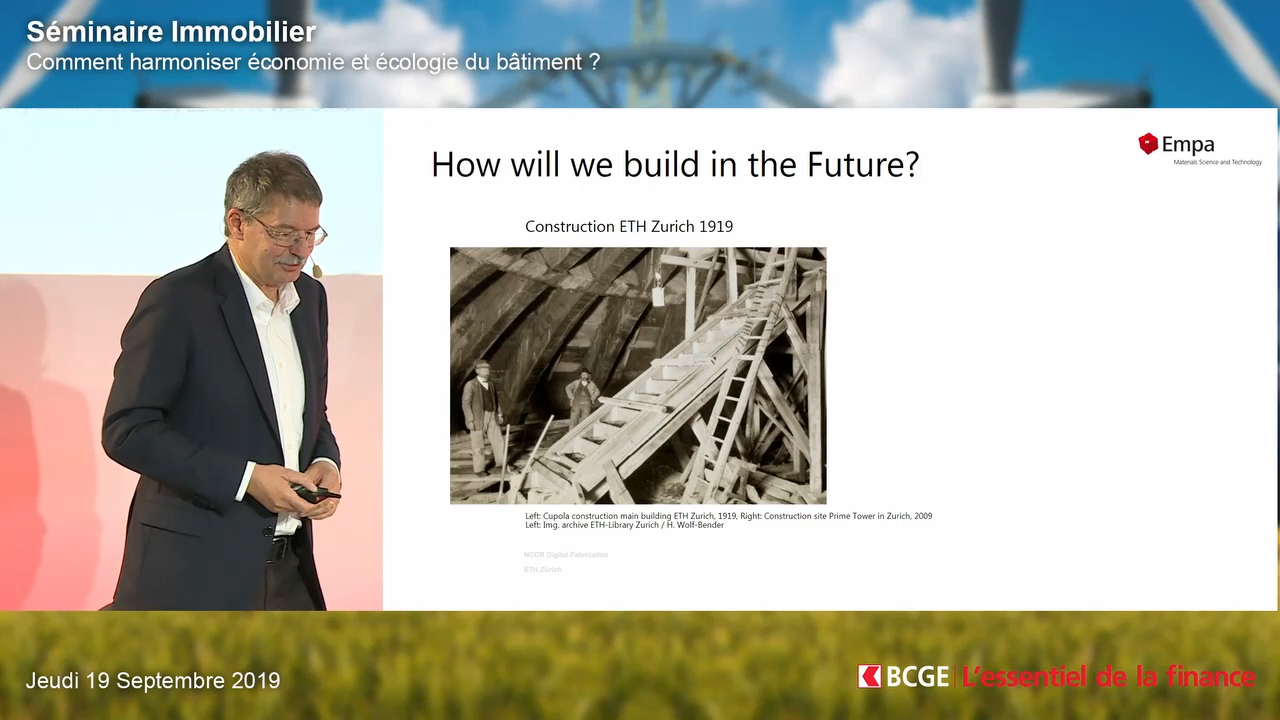 Séminaire Immobilier
Comment harmoniser économie et écologie du bâtiment ?
How will we build in the Future?
Empa
Materials Science and Technology
Construction ETH Zurich 1919
Left: Cupola construction main building ETH Zurich, 1919, Right: Construction site Prime Tower in Zurich, 2009
Left: Img. archive ETH-Library Zurich / H. Wolf-Bender
NCCR Digital Fabrication
ETH Zürich
Jeudi 19 Septembre 2019
BCGE L'essentiel de la finance